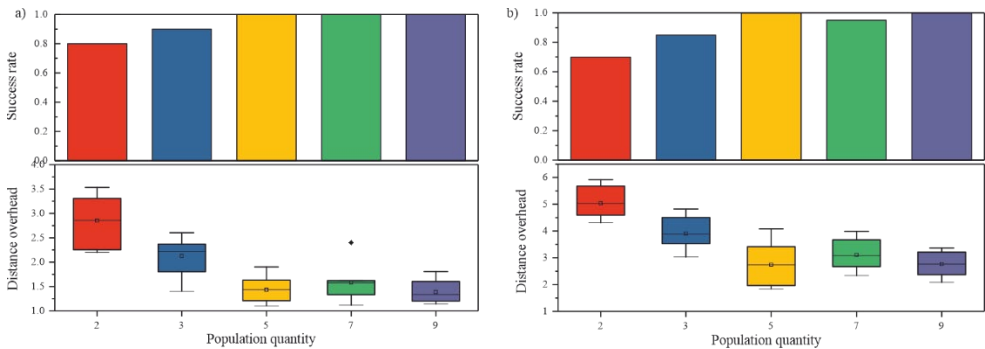 a)
Success rate
1.0
0.8
0.6
0.4
0.2
0.0
Distance overhead
4.0
3.5
3.0
2.5
2.0
1.5
1.0
2 3 5 7 9
Population quantity
b)
Success rate
1.0
0.8
0.6
0.4
0.2
0.0
Distance overhead
6
5
4
3
2
1
2 3 5 7 9
Population quantity